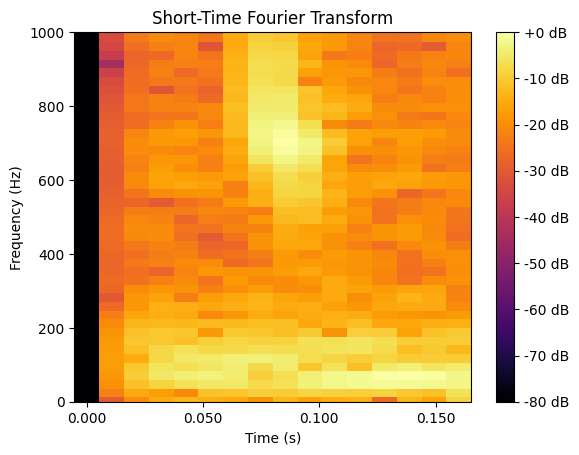 Short-Time Fourier Transform
1000
800
600
400
200
0
Frequency (Hz)
0.000
0.050
0.100
0.150
Time (s)
+0 dB
-10 dB
-20 dB
-30 dB
-40 dB
-50 dB
-60 dB
-70 dB
-80 dB